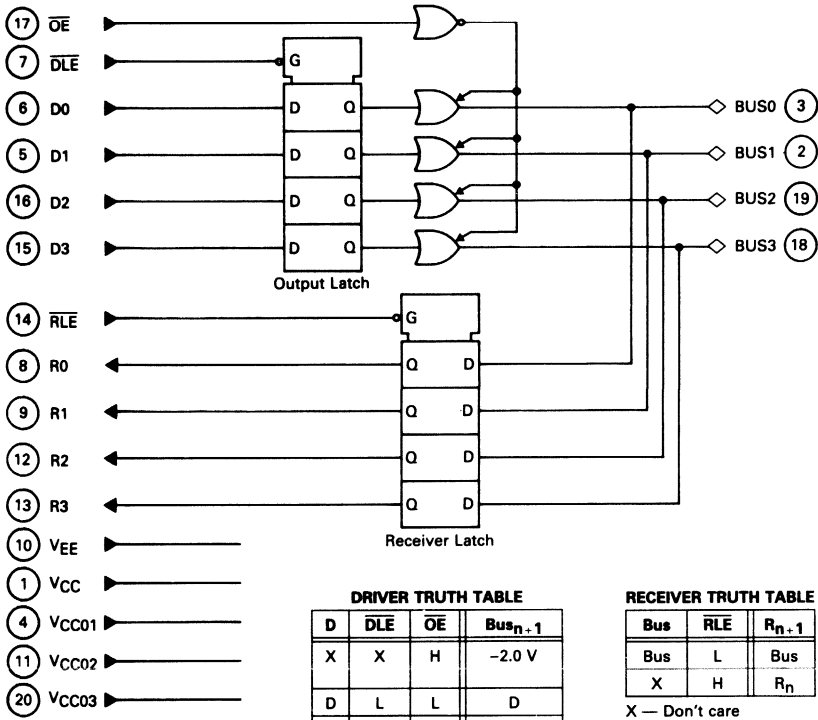 17 OE
7 DLE
G
6 D0 D Q BUS0 3
5 D1 D Q BUS1 2
16 D2 D Q BUS2 19
15 D3 D Q BUS3 18
Output Latch
14 RLE
G
8 R0 Q D
9 R1 Q D
12 R2 Q D
13 R3 Q D
Receiver Latch
10 VEE
1 VCC
4 VCC01
11 VCC02
20 VCC03
DRIVER TRUTH TABLE
D DLE OE Busn+1
X X H −2.0 V
D L L D
RECEIVER TRUTH TABLE
Bus RLE Rn+1
Bus L Bus
X H Rn
X — Don't care